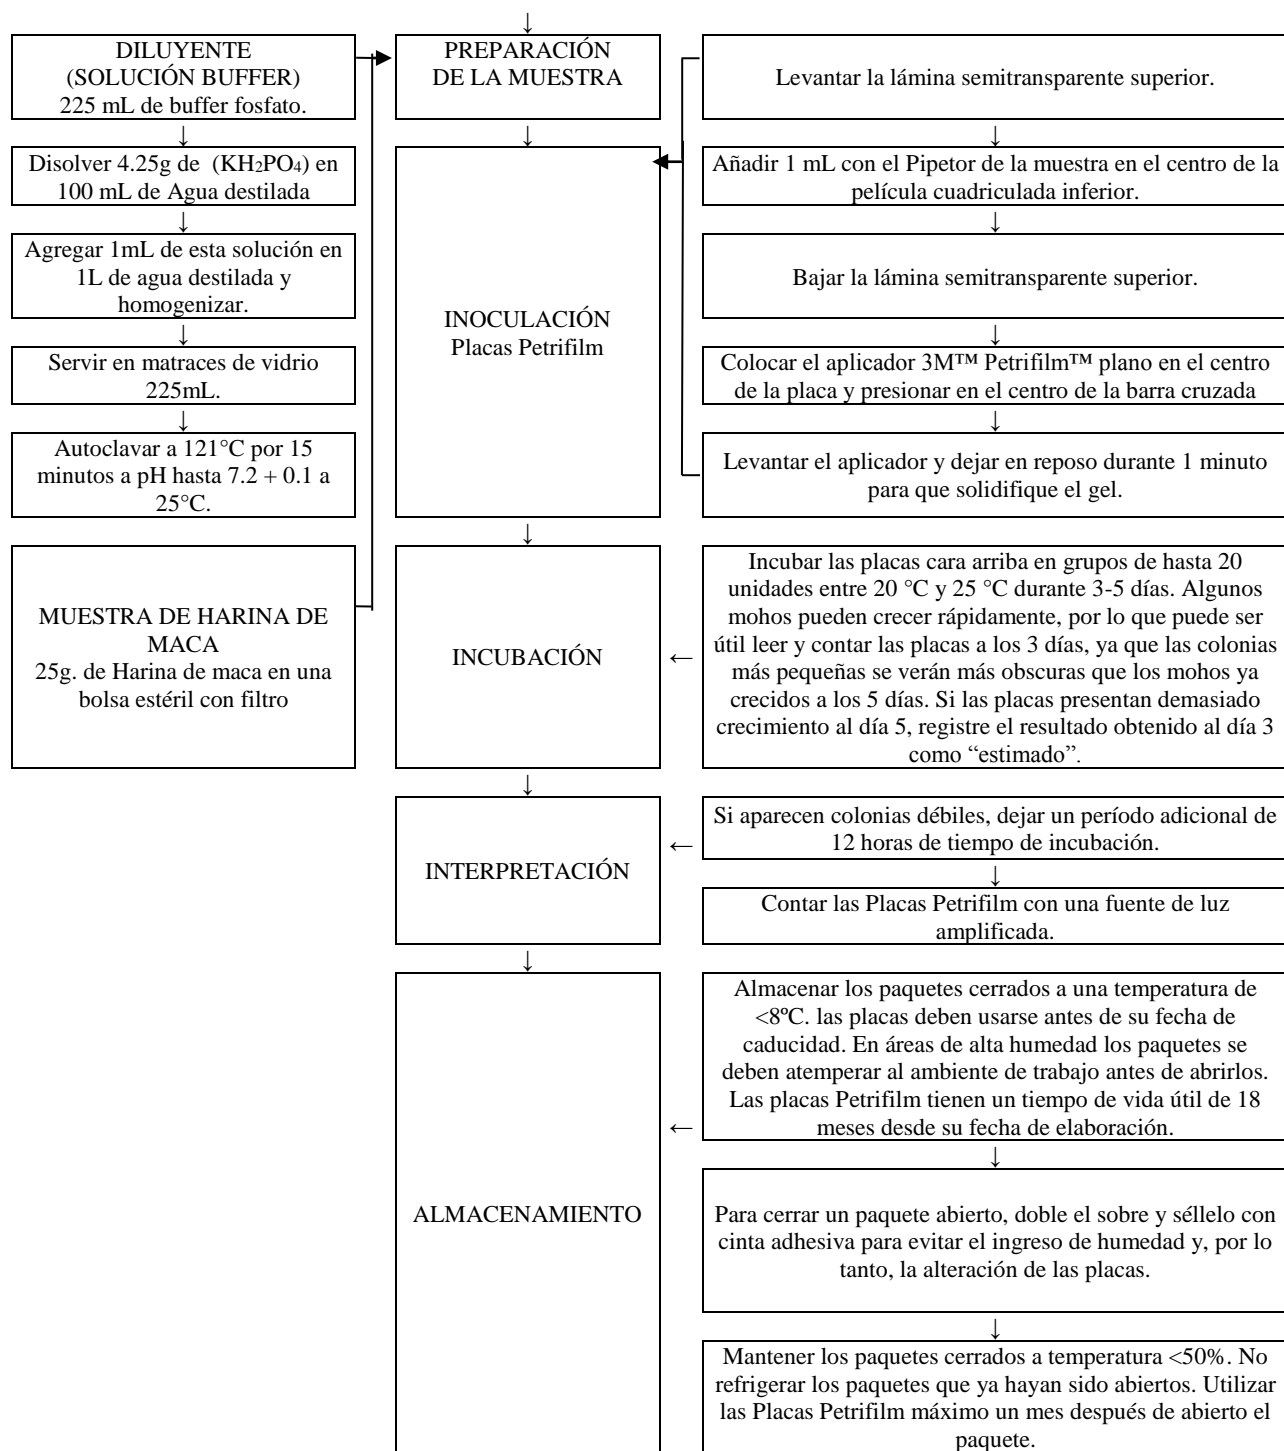 ↓
DILUYENTE
(SOLUCIÓN BUFFER)
225 mL de buffer fosfato.
↓
Disolver 4.25g de (KH₂PO₄) en
100 mL de Agua destilada
↓
Agregar 1mL de esta solución en
1L de agua destilada y
homogenizar.
↓
Servir en matraces de vidrio
225mL.
↓
Autoclavar a 121°C por 15
minutos a pH hasta 7.2 + 0.1 a
25°C.
MUESTRA DE HARINA DE
MACA
25g. de Harina de maca en una
bolsa estéril con filtro
PREPARACIÓN
DE LA MUESTRA
↓
INOCULACIÓN
Placas Petrifilm
↓
INCUBACIÓN
↓
INTERPRETACIÓN
↓
ALMACENAMIENTO
Levantar la lámina semitransparente superior.
↓
Añadir 1 mL con el Pipetor de la muestra en el centro de la
película cuadriculada inferior.
↓
Bajar la lámina semitransparente superior.
↓
Colocar el aplicador 3M™ Petrifilm™ plano en el centro
de la placa y presionar en el centro de la barra cruzada
↓
Levantar el aplicador y dejar en reposo durante 1 minuto
para que solidifique el gel.
←
Incubar las placas cara arriba en grupos de hasta 20
unidades entre 20 °C y 25 °C durante 3-5 días. Algunos
mohos pueden crecer rápidamente, por lo que puede ser
útil leer y contar las placas a los 3 días, ya que las colonias
más pequeñas se verán más obscuras que los mohos ya
crecidos a los 5 días. Si las placas presentan demasiado
crecimiento al día 5, registre el resultado obtenido al día 3
como “estimado”.
←
Si aparecen colonias débiles, dejar un período adicional de
12 horas de tiempo de incubación.
↓
Contar las Placas Petrifilm con una fuente de luz
amplificada.
←
Almacenar los paquetes cerrados a una temperatura de
<8ºC. las placas deben usarse antes de su fecha de
caducidad. En áreas de alta humedad los paquetes se
deben atemperar al ambiente de trabajo antes de abrirlos.
Las placas Petrifilm tienen un tiempo de vida útil de 18
meses desde su fecha de elaboración.
↓
Para cerrar un paquete abierto, doble el sobre y séllelo con
cinta adhesiva para evitar el ingreso de humedad y, por lo
tanto, la alteración de las placas.
↓
Mantener los paquetes cerrados a temperatura <50%. No
refrigerar los paquetes que ya hayan sido abiertos. Utilizar
las Placas Petrifilm máximo un mes después de abierto el
paquete.